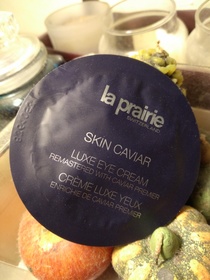 la prairie
SWITZERLAND
SKIN CAVIAR
LUXE EYE CREAM
REMASTERED WITH CAVIAR PREMIER
CRÈME LUXE YEUX
ENRICHIE DE CAVIAR PREMIER